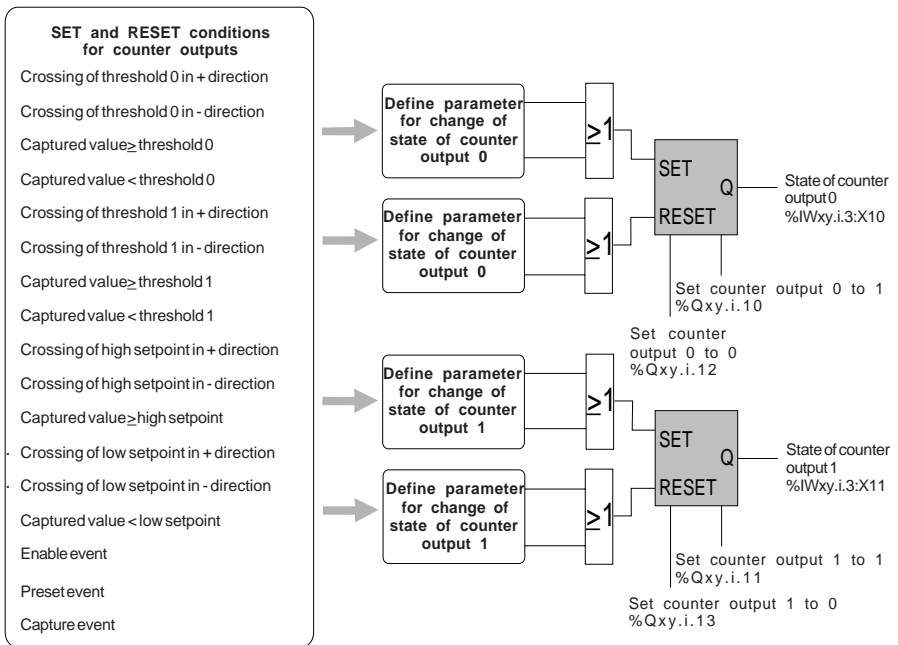 SET and RESET conditions
for counter outputs
Crossing of threshold 0 in + direction
Crossing of threshold 0 in - direction
Captured value ≥ threshold 0
Captured value < threshold 0
Crossing of threshold 1 in + direction
Crossing of threshold 1 in - direction
Captured value ≥ threshold 1
Captured value < threshold 1
Crossing of high setpoint in + direction
Crossing of high setpoint in - direction
Captured value ≥ high setpoint
· Crossing of low setpoint in + direction
· Crossing of low setpoint in - direction
Captured value < low setpoint
Enable event
Preset event
Capture event
Define parameter
for change of
state of counter
output 0
≥1
Define parameter
for change of
state of counter
output 0
≥1
SET
Q
RESET
State of counter
output 0
%IWxy.i.3:X10
Set counter output 0 to 1
%Qxy.i.10
Set counter
output 0 to 0
%Qxy.i.12
Define parameter
for change of
state of counter
output 1
≥1
Define parameter
for change of
state of counter
output 1
≥1
SET
Q
RESET
State of counter
output 1
%IWxy.i.3:X11
Set counter output 1 to 1
%Qxy.i.11
Set counter output 1 to 0
%Qxy.i.13